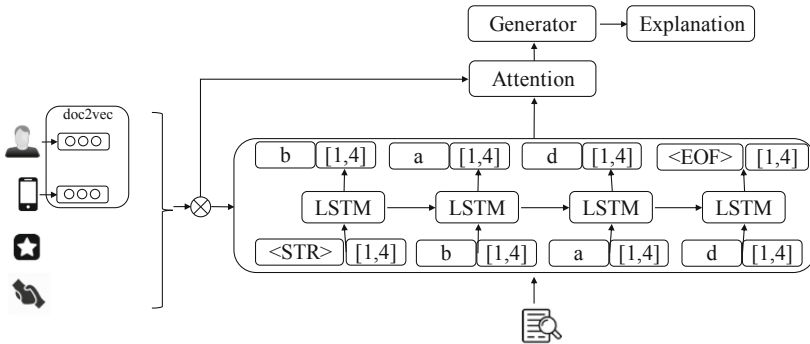 Generator Explanation
Attention
doc2vec
b [1,4] a [1,4] d [1,4] <EOF> [1,4]
LSTM LSTM LSTM LSTM
<STR> [1,4] b [1,4] a [1,4] d [1,4]